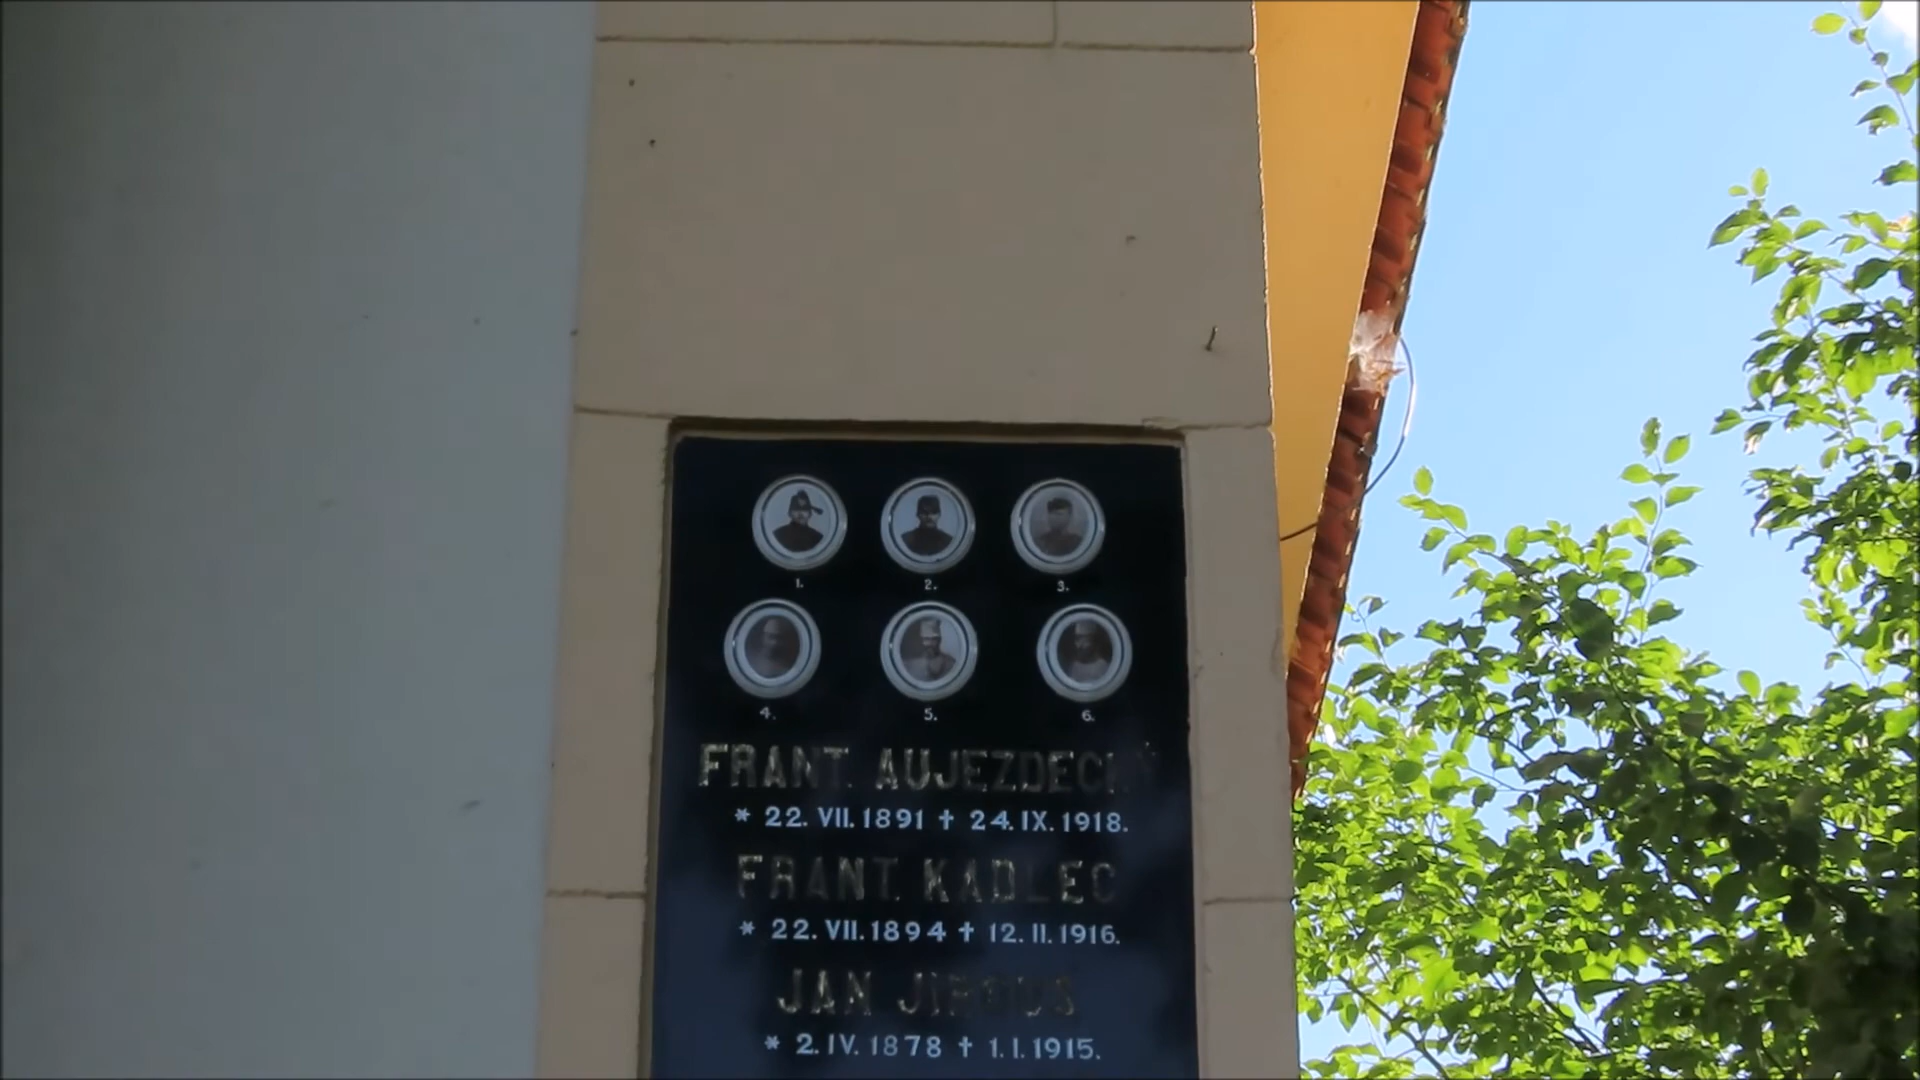 1. 2. 3.
4. 5. 6.
FRANT. AUJEZDECKÝ
* 22. VII. 1891 † 24. IX. 1918.
FRANT. KADLEC
* 22. VII. 1894 † 12. II. 1916.
JAN JIROUS
* 2. IV. 1878 † 1. I. 1915.